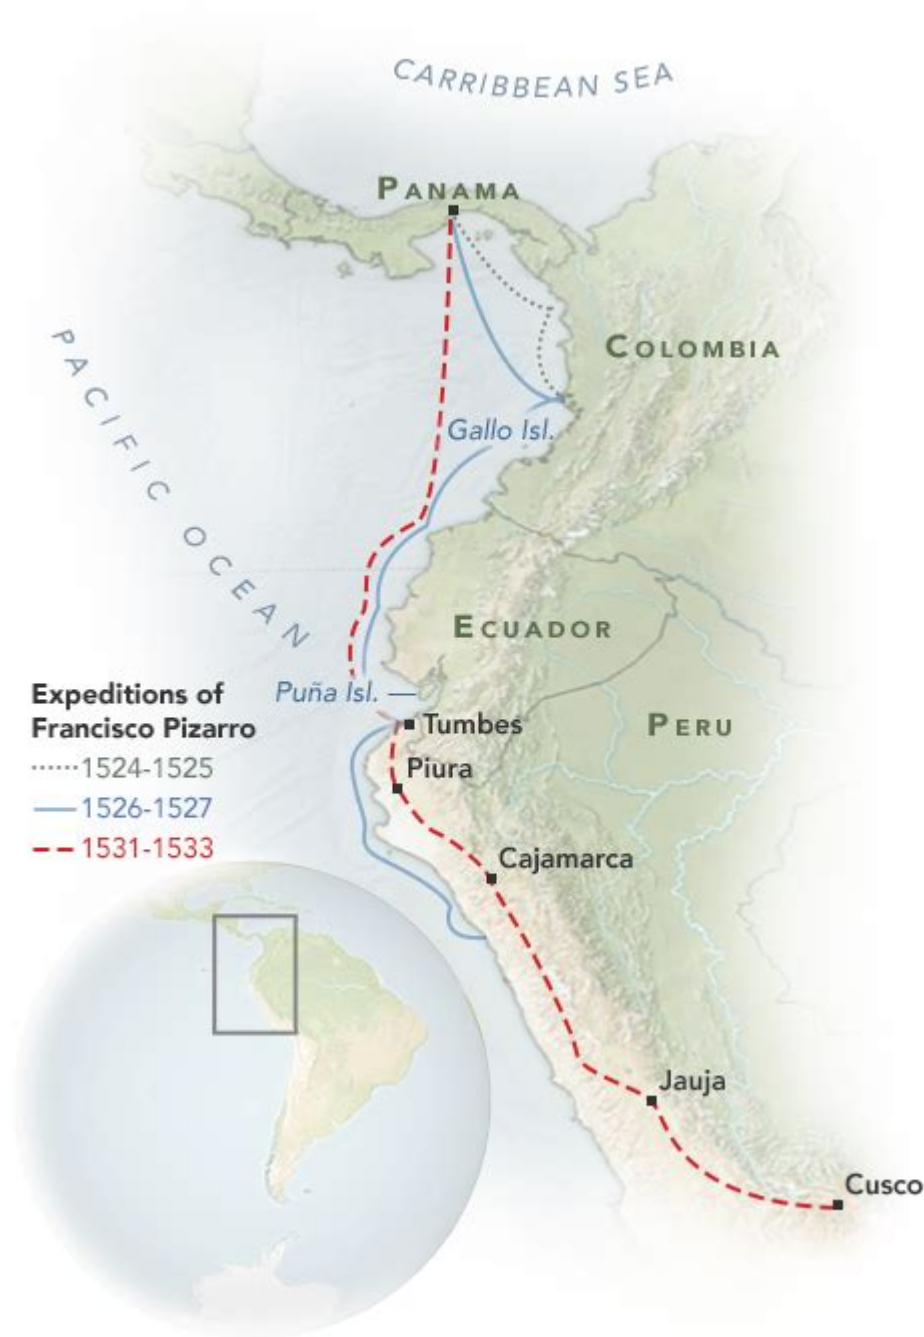 CARRIBBEAN SEA
PANAMA
COLOMBIA
PACIFIC OCEAN
Gallo Isl.
ECUADOR
Puña Isl.
Tumbes
PERU
Piura
Expeditions of
Francisco Pizarro
1524-1525
1526-1527
1531-1533
Cajamarca
Jauja
Cusco